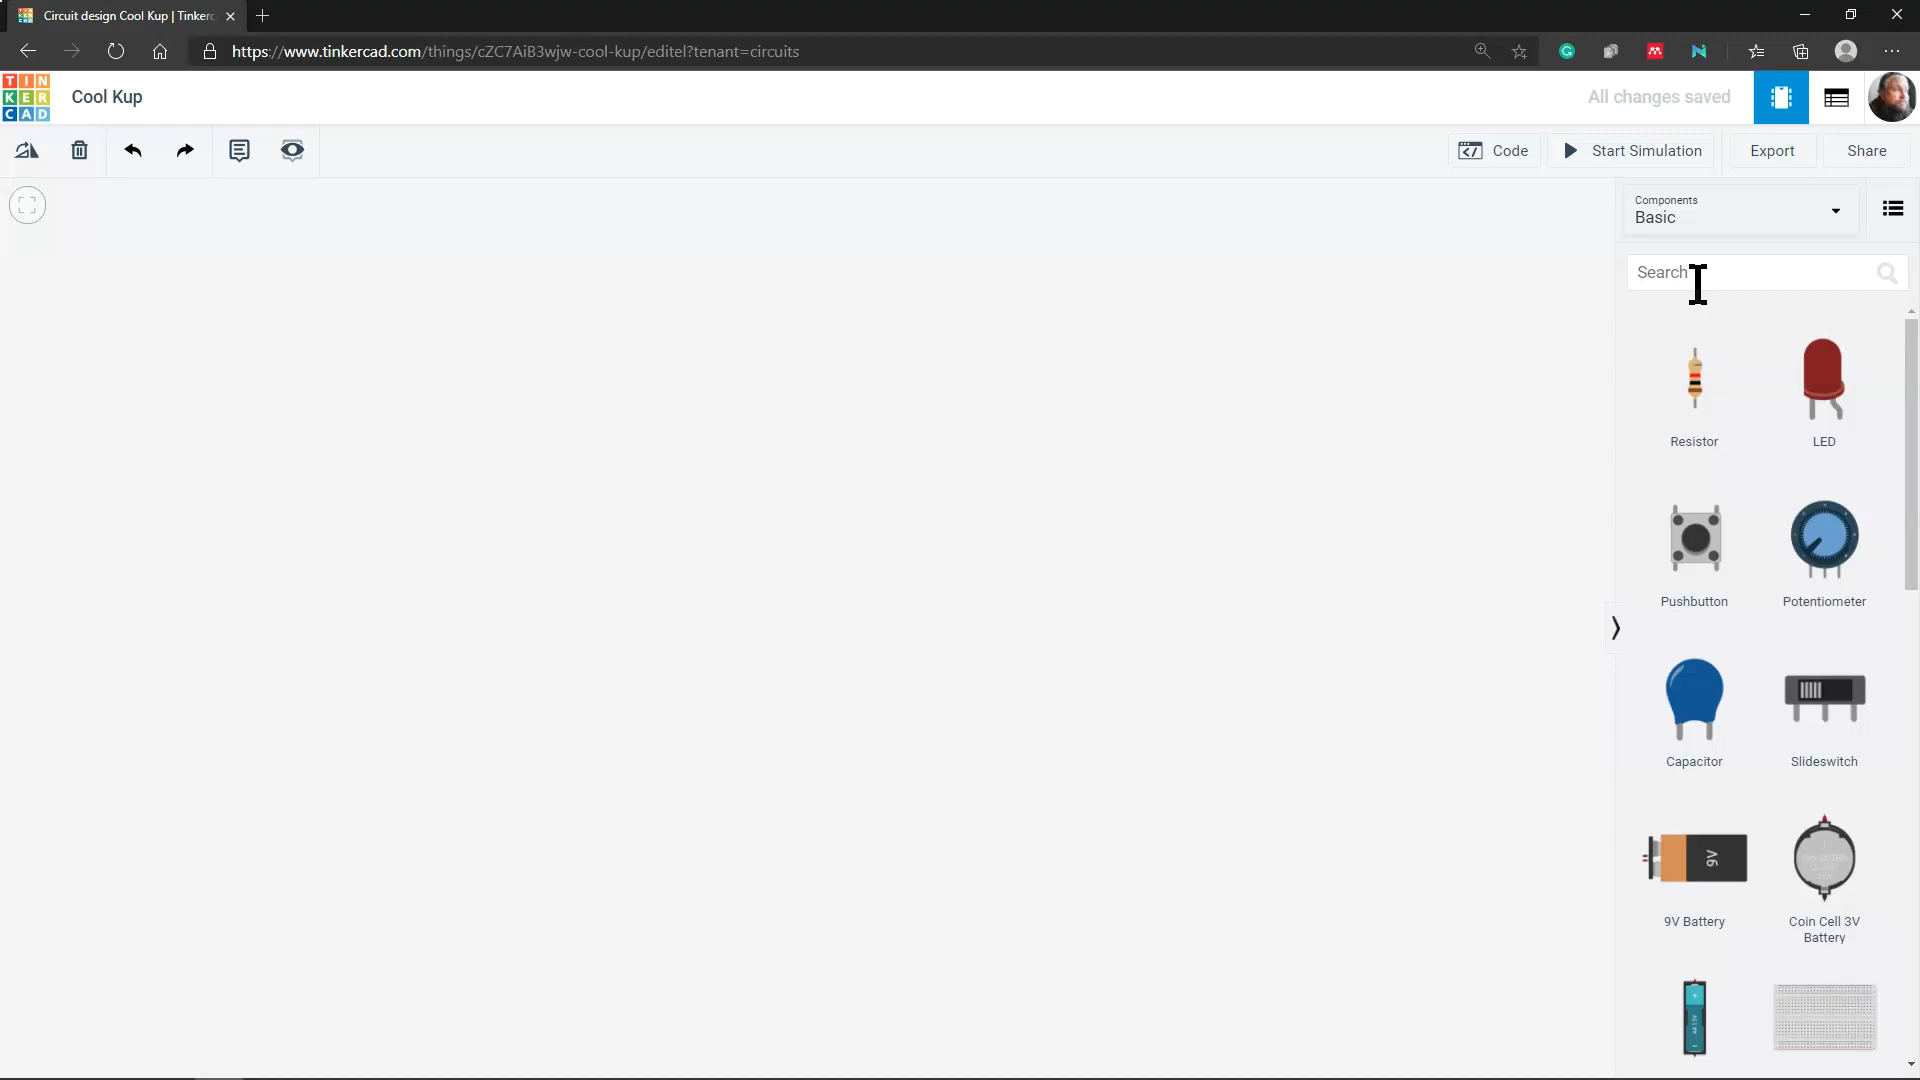 Circuit design Cool Kup | Tinkerc
https://www.tinkercad.com/things/cZC7AiB3wjw-cool-kup/editel?tenant=circuits
TIN
KER
CAD
Cool Kup
All changes saved
Code
Start Simulation
Export
Share
Components
Basic
Search
Resistor
LED
Pushbutton
Potentiometer
Capacitor
Slideswitch
9V
9V Battery
Coin Cell 3V
Battery